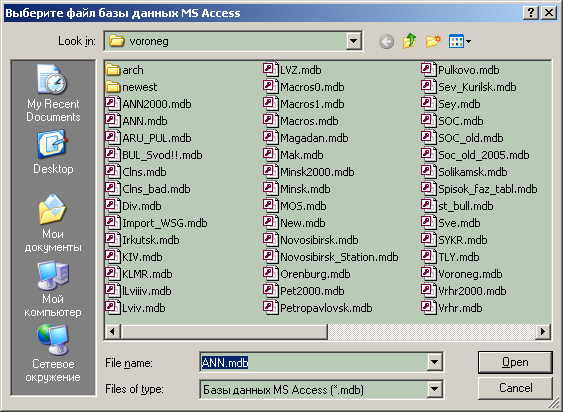 Выберите файл базы данных MS Access
Look in: voroneg
My Recent
Documents
Desktop
Мои
документы
Мой
компьютер
Сетевое
окружение
arch
newest
ANN2000.mdb
ANN.mdb
ARU_PUL.mdb
BUL_Svod!!.mdb
Clns.mdb
Clns_bad.mdb
Div.mdb
Import_WSG.mdb
Irkutsk.mdb
KIV.mdb
KLMR.mdb
LLviiiv.mdb
Lviv.mdb
LVZ.mdb
Macros0.mdb
Macros1.mdb
Macros.mdb
Magadan.mdb
Mak.mdb
Minsk2000.mdb
Minsk.mdb
MOS.mdb
New.mdb
Novosibirsk.mdb
Novosibirsk_Station.mdb
Orenburg.mdb
Pet2000.mdb
Petropavlovsk.mdb
Pulkovo.mdb
Sev_Kurilsk.mdb
Sey.mdb
SOC.mdb
SOC_old.mdb
Soc_old_2005.mdb
Solikamsk.mdb
Spisok_faz_tabl.mdb
st_bull.mdb
Sve.mdb
SYKR.mdb
TLY.mdb
Voroneg.mdb
Vrhr2000.mdb
Vrhr.mdb
File name: ANN.mdb Open
Files of type: Базы данных MS Access (*.mdb) Cancel